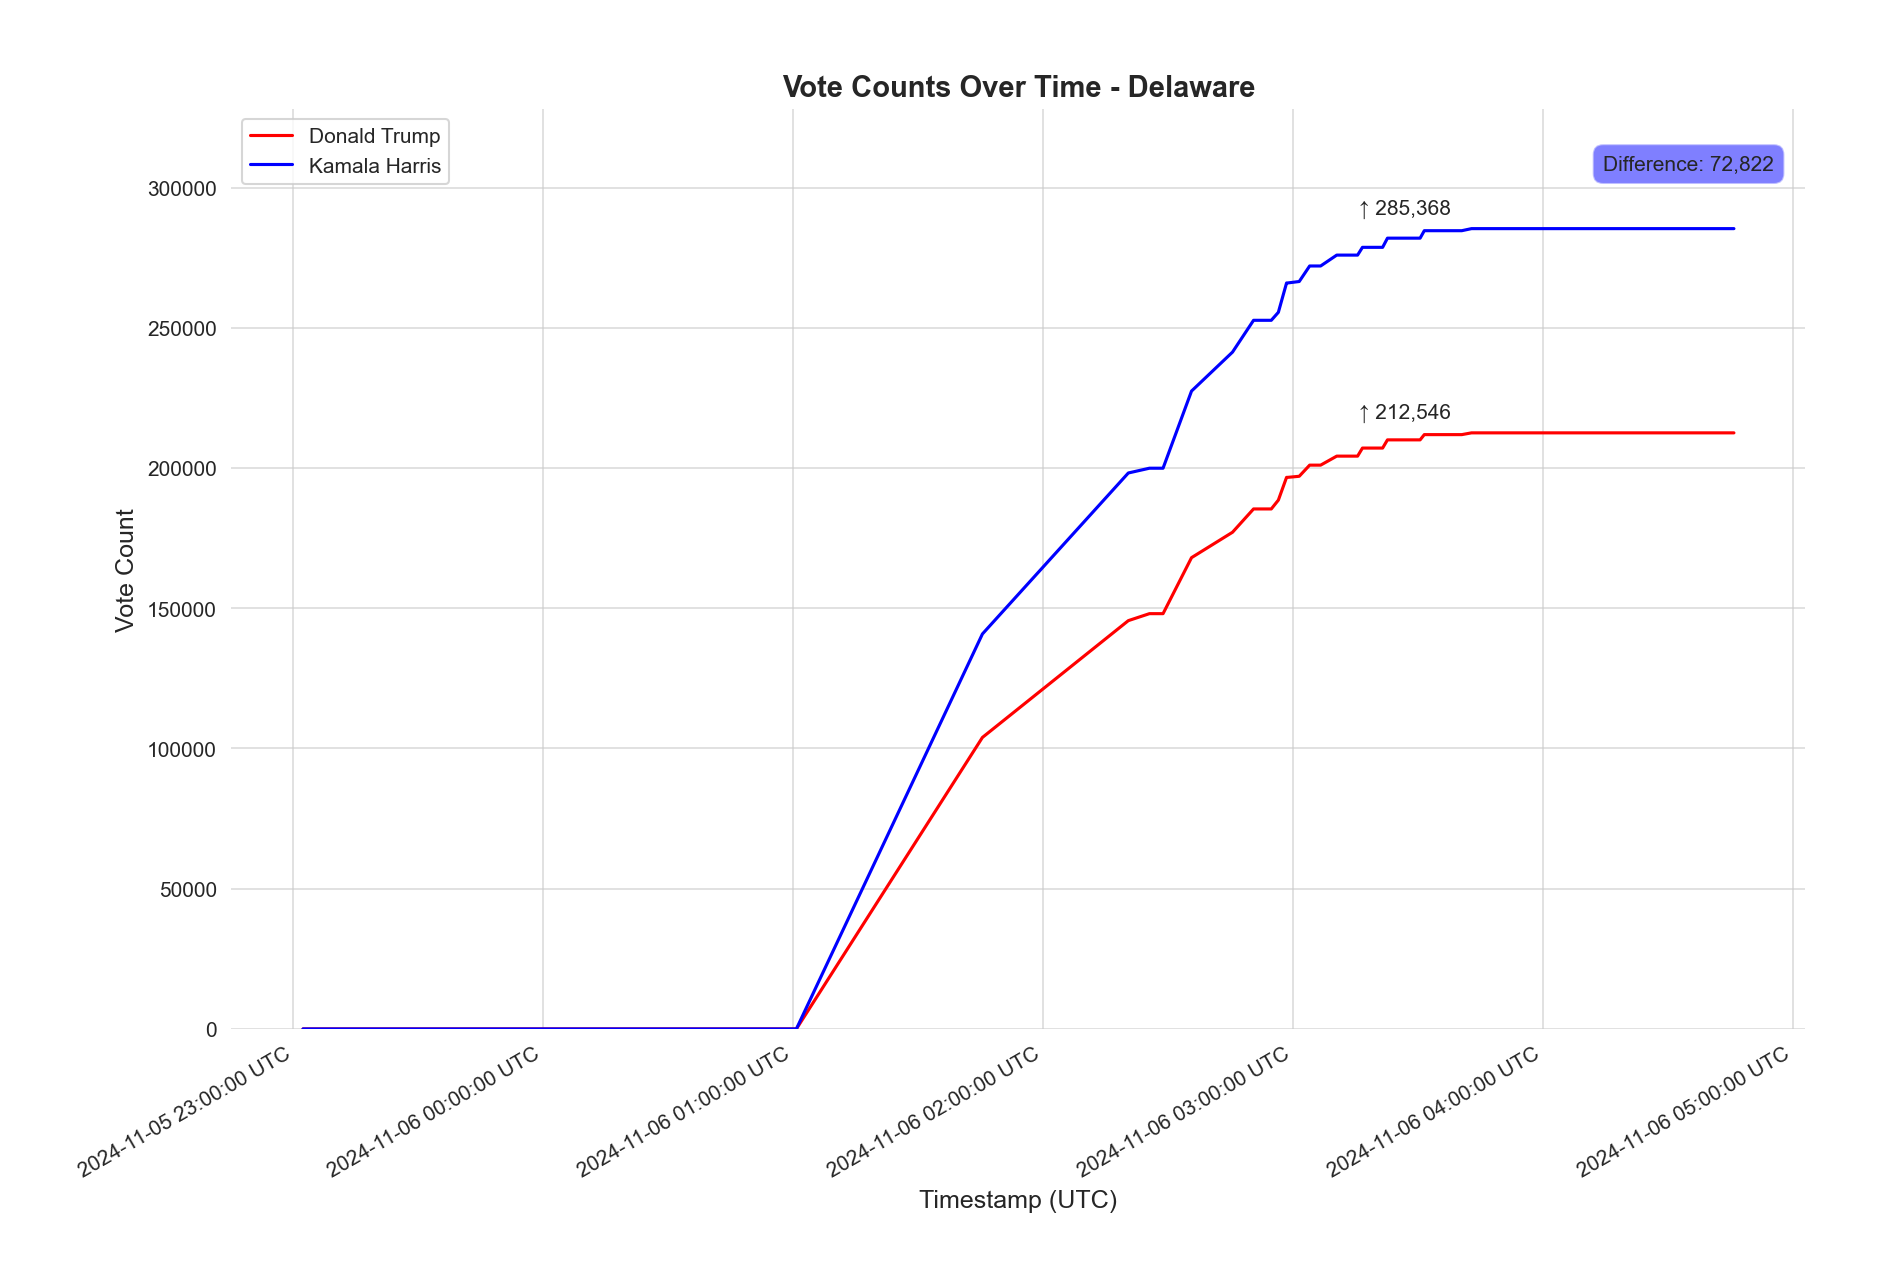 Vote Counts Over Time - Delaware
Donald Trump
Kamala Harris
Difference: 72,822
↑ 285,368
↑ 212,546
Vote Count
300000
250000
200000
150000
100000
50000
0
2024-11-05 23:00:00 UTC
2024-11-06 00:00:00 UTC
2024-11-06 01:00:00 UTC
2024-11-06 02:00:00 UTC
2024-11-06 03:00:00 UTC
2024-11-06 04:00:00 UTC
2024-11-06 05:00:00 UTC
Timestamp (UTC)